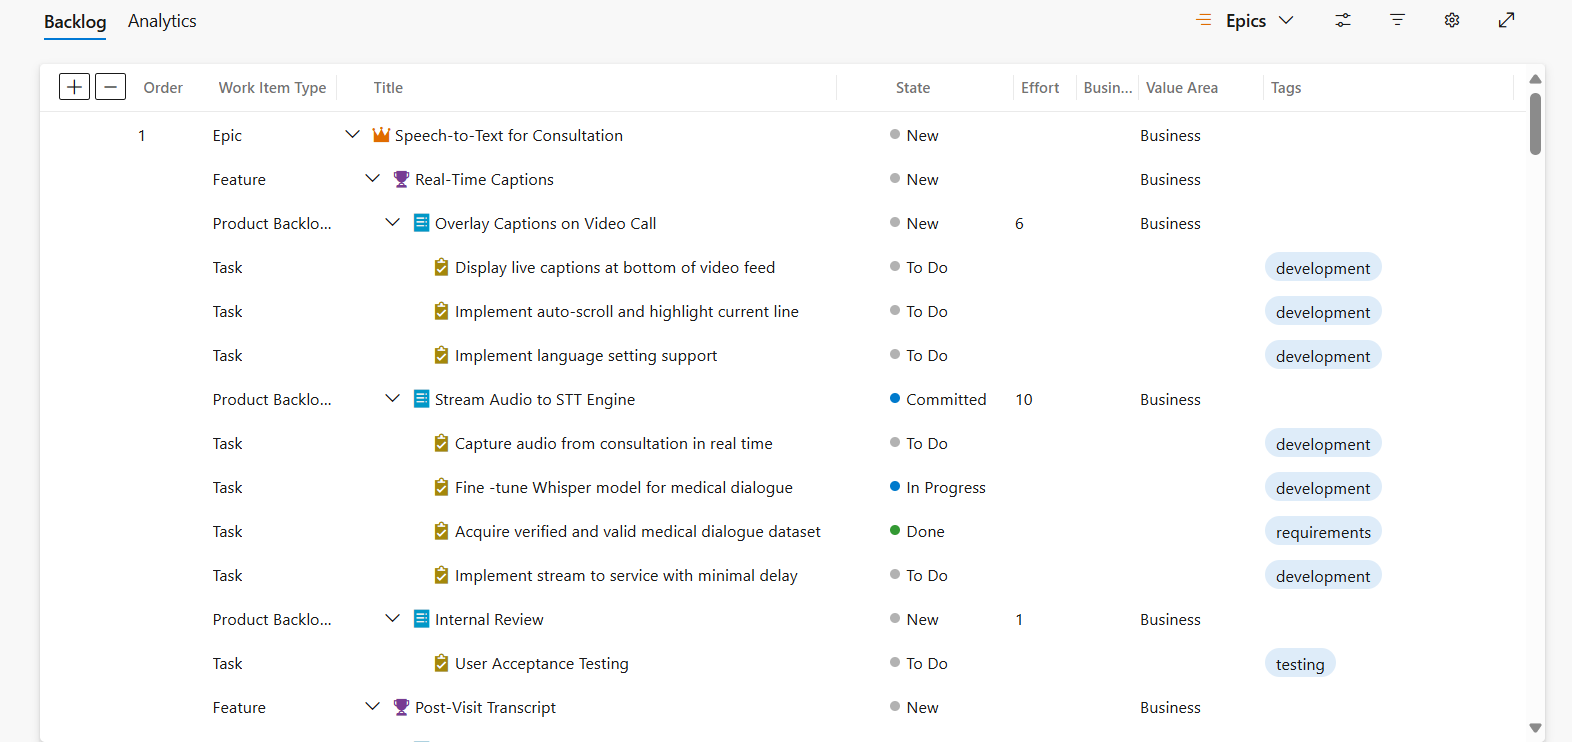 Backlog Analytics Epics
Order Work Item Type Title State Effort Busin... Value Area Tags
1 Epic Speech-to-Text for Consultation New Business
Feature Real-Time Captions New Business
Product Backlo... Overlay Captions on Video Call New 6 Business
Task Display live captions at bottom of video feed To Do development
Task Implement auto-scroll and highlight current line To Do development
Task Implement language setting support To Do development
Product Backlo... Stream Audio to STT Engine Committed 10 Business
Task Capture audio from consultation in real time To Do development
Task Fine -tune Whisper model for medical dialogue In Progress development
Task Acquire verified and valid medical dialogue dataset Done requirements
Task Implement stream to service with minimal delay To Do development
Product Backlo... Internal Review New 1 Business
Task User Acceptance Testing To Do testing
Feature Post-Visit Transcript New Business